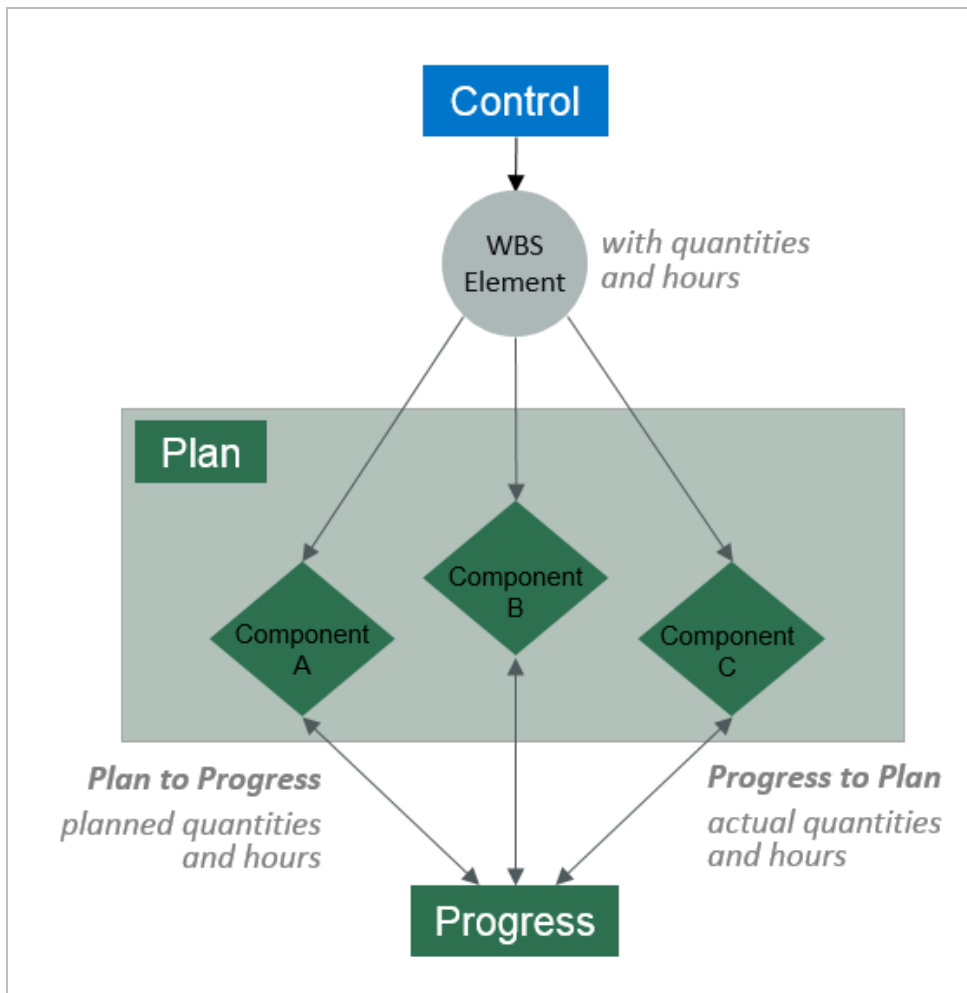 Control
WBS
Element
with quantities
and hours
Plan
Component
A
Component
B
Component
C
Plan to Progress
planned quantities
and hours
Progress to Plan
actual quantities
and hours
Progress